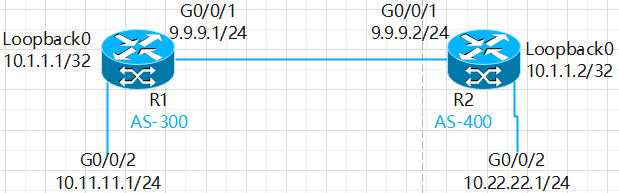 G0/0/1
9.9.9.1/24
G0/0/1
9.9.9.2/24
Loopback0
10.1.1.1/32
Loopback0
10.1.1.2/32
R1
AS-300
R2
AS-400
G0/0/2
10.11.11.1/24
G0/0/2
10.22.22.1/24